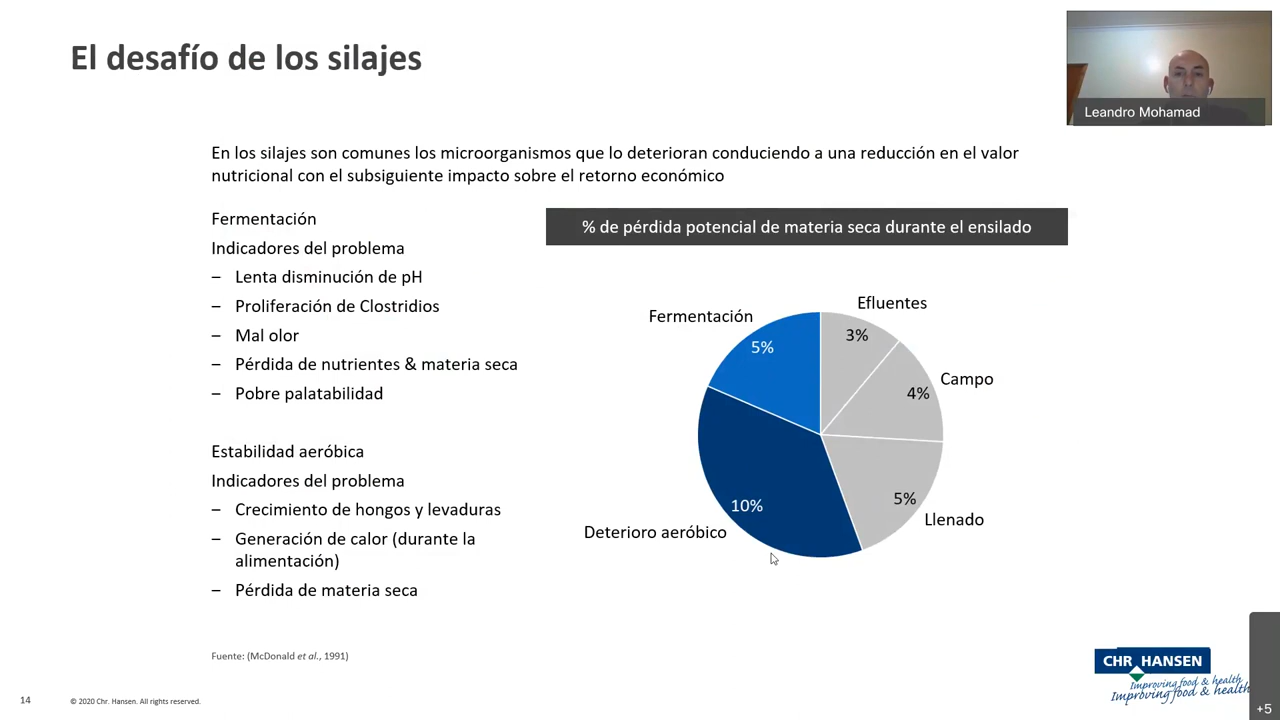 El desafío de los silajes
Leandro Mohamad
En los silajes son comunes los microorganismos que lo deterioran conduciendo a una reducción en el valor
nutricional con el subsiguiente impacto sobre el retorno económico
Fermentación
Indicadores del problema
– Lenta disminución de pH
– Proliferación de Clostridios
– Mal olor
– Pérdida de nutrientes & materia seca
– Pobre palatabilidad
Estabilidad aeróbica
Indicadores del problema
– Crecimiento de hongos y levaduras
– Generación de calor (durante la
alimentación)
– Pérdida de materia seca
% de pérdida potencial de materia seca durante el ensilado
Efluentes
3%
Campo
4%
Llenado
5%
Deterioro aeróbico
10%
Fermentación
5%
Fuente: (McDonald et al., 1991)
14
© 2020 Chr. Hansen. All rights reserved.
CHR HANSEN
Improving food & health
Improving food & health
+5